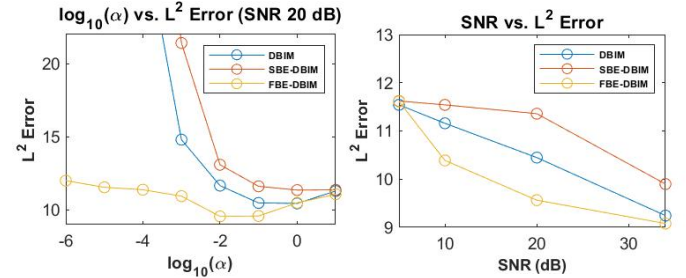 log10(α) vs. L² Error (SNR 20 dB)
L² Error
20
15
10
-6
-4
-2
0
log10(α)
DBIM
SBE-DBIM
FBE-DBIM
SNR vs. L² Error
L² Error
13
12
11
10
9
10
20
30
SNR (dB)
DBIM
SBE-DBIM
FBE-DBIM